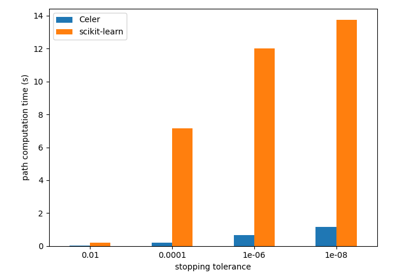 Celer
scikit-learn
path computation time (s)
14
12
10
8
6
4
2
0
0.01 0.0001 1e-06 1e-08
stopping tolerance